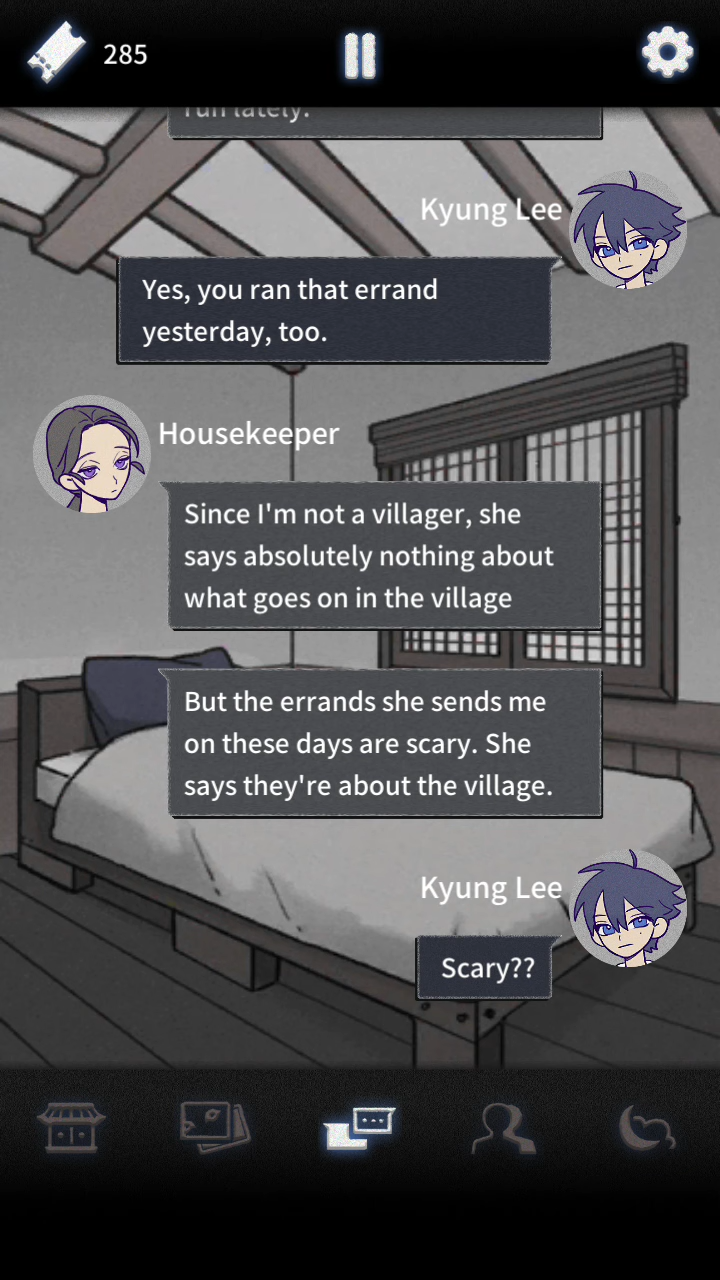 285
run lately.
Kyung Lee
Yes, you ran that errand
yesterday, too.
Housekeeper
Since I'm not a villager, she
says absolutely nothing about
what goes on in the village
But the errands she sends me
on these days are scary. She
says they're about the village.
Kyung Lee
Scary??